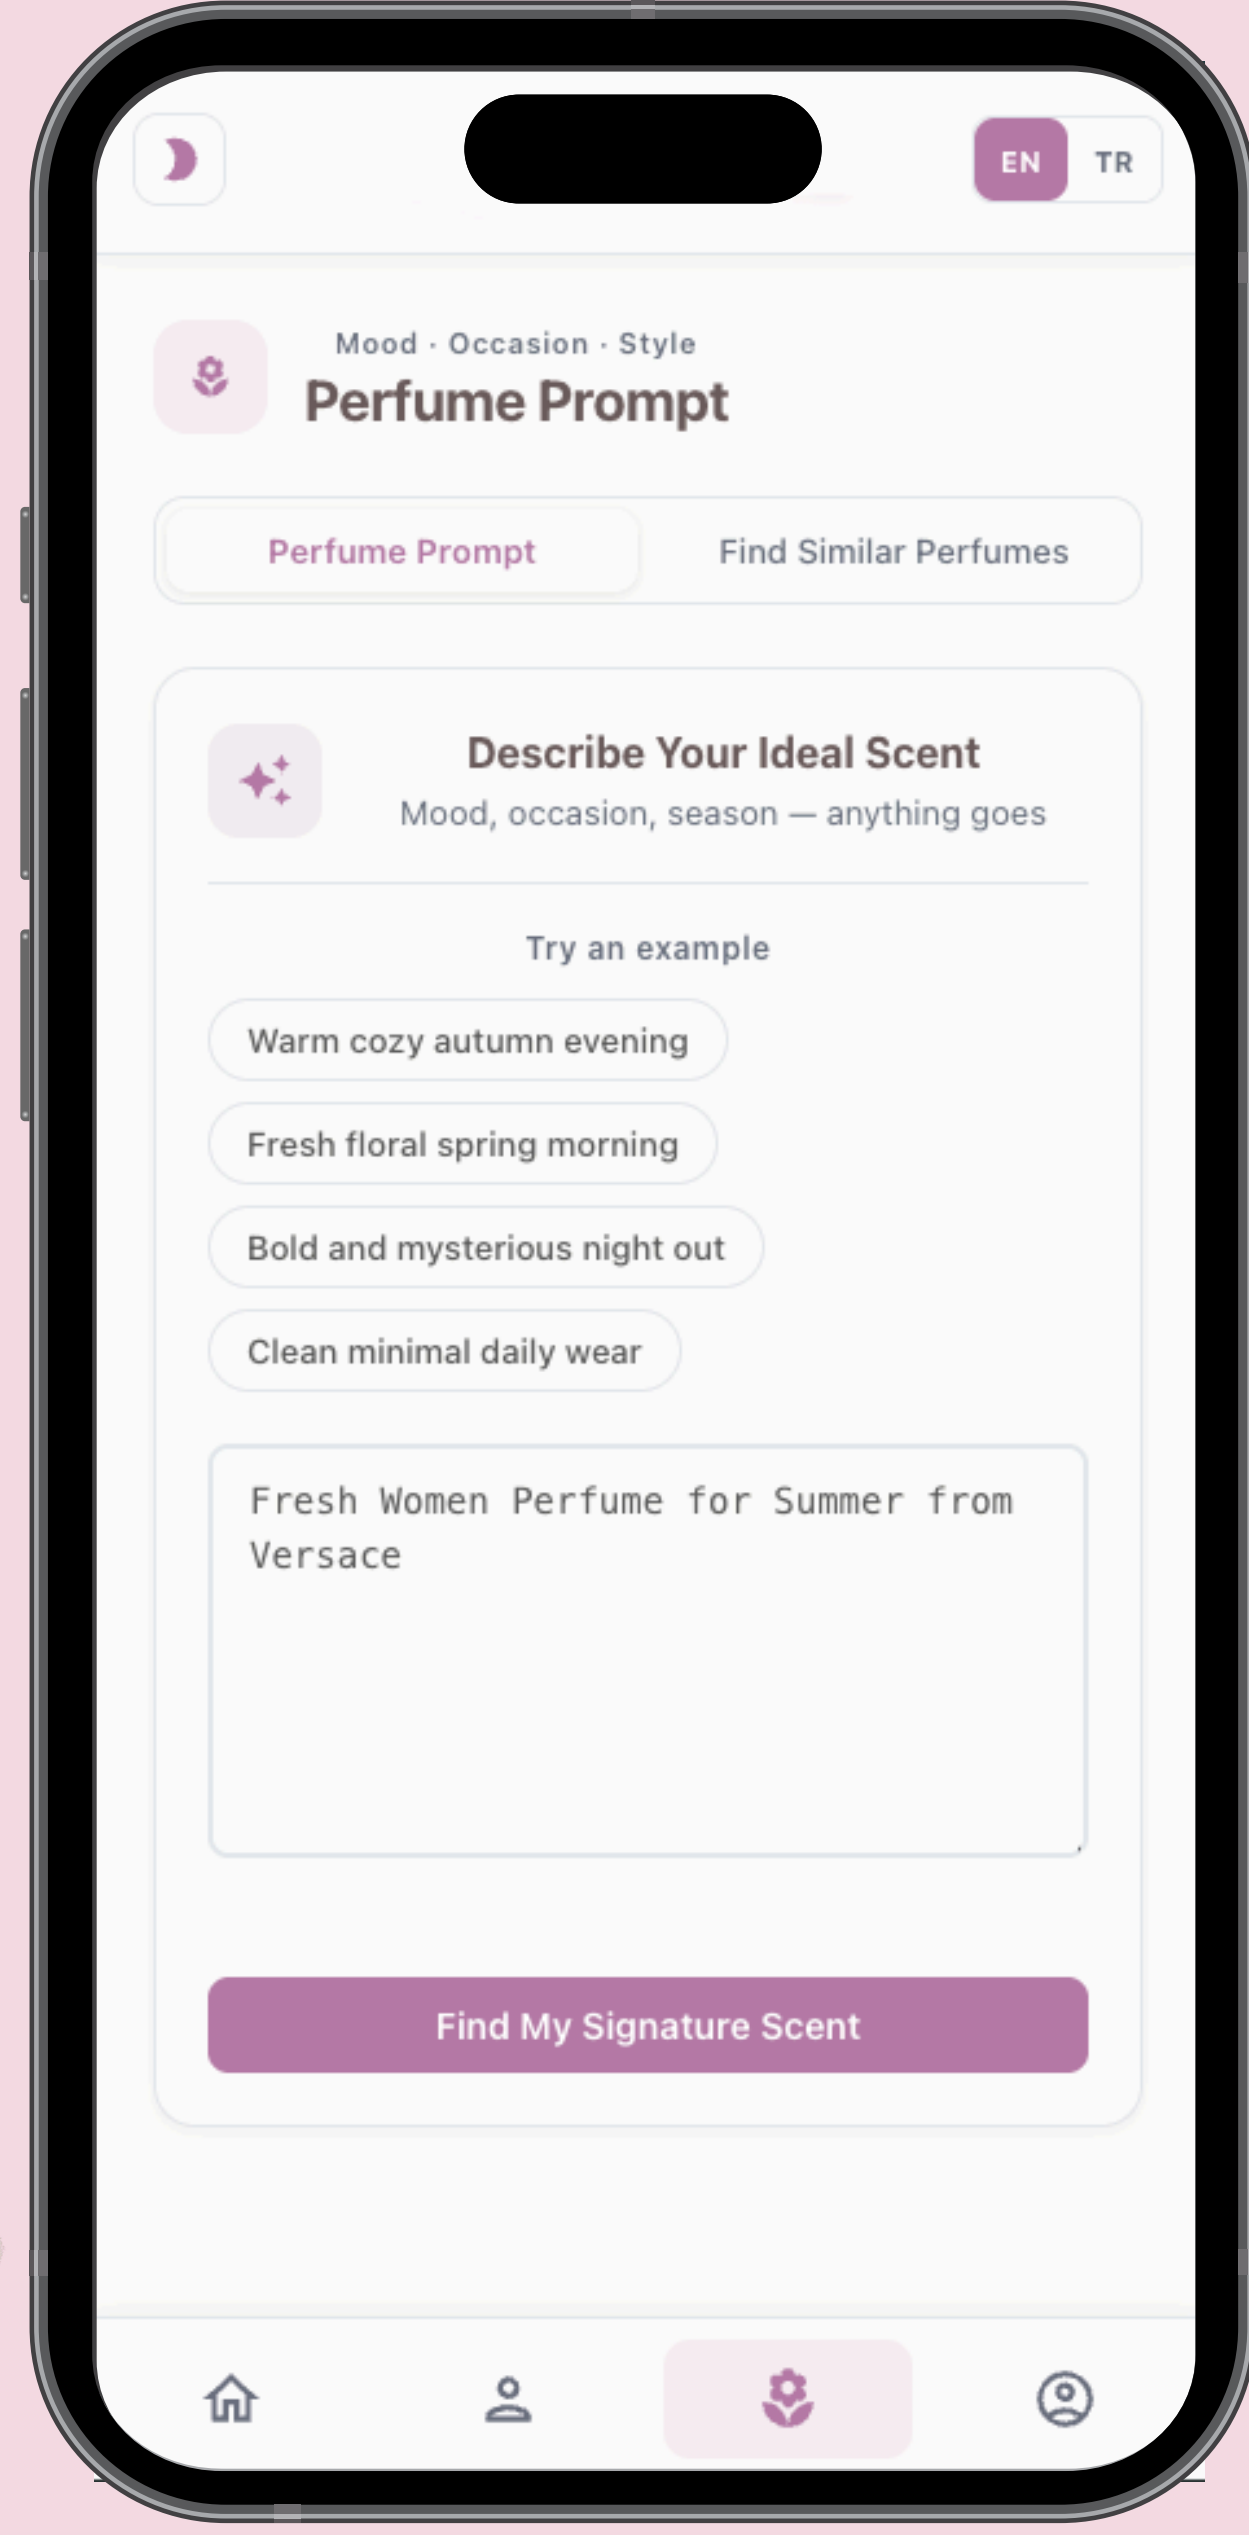 EN TR
Mood · Occasion · Style
Perfume Prompt
Perfume Prompt Find Similar Perfumes
Describe Your Ideal Scent
Mood, occasion, season — anything goes
Try an example
Warm cozy autumn evening
Fresh floral spring morning
Bold and mysterious night out
Clean minimal daily wear
Fresh Women Perfume for Summer from
Versace
Find My Signature Scent